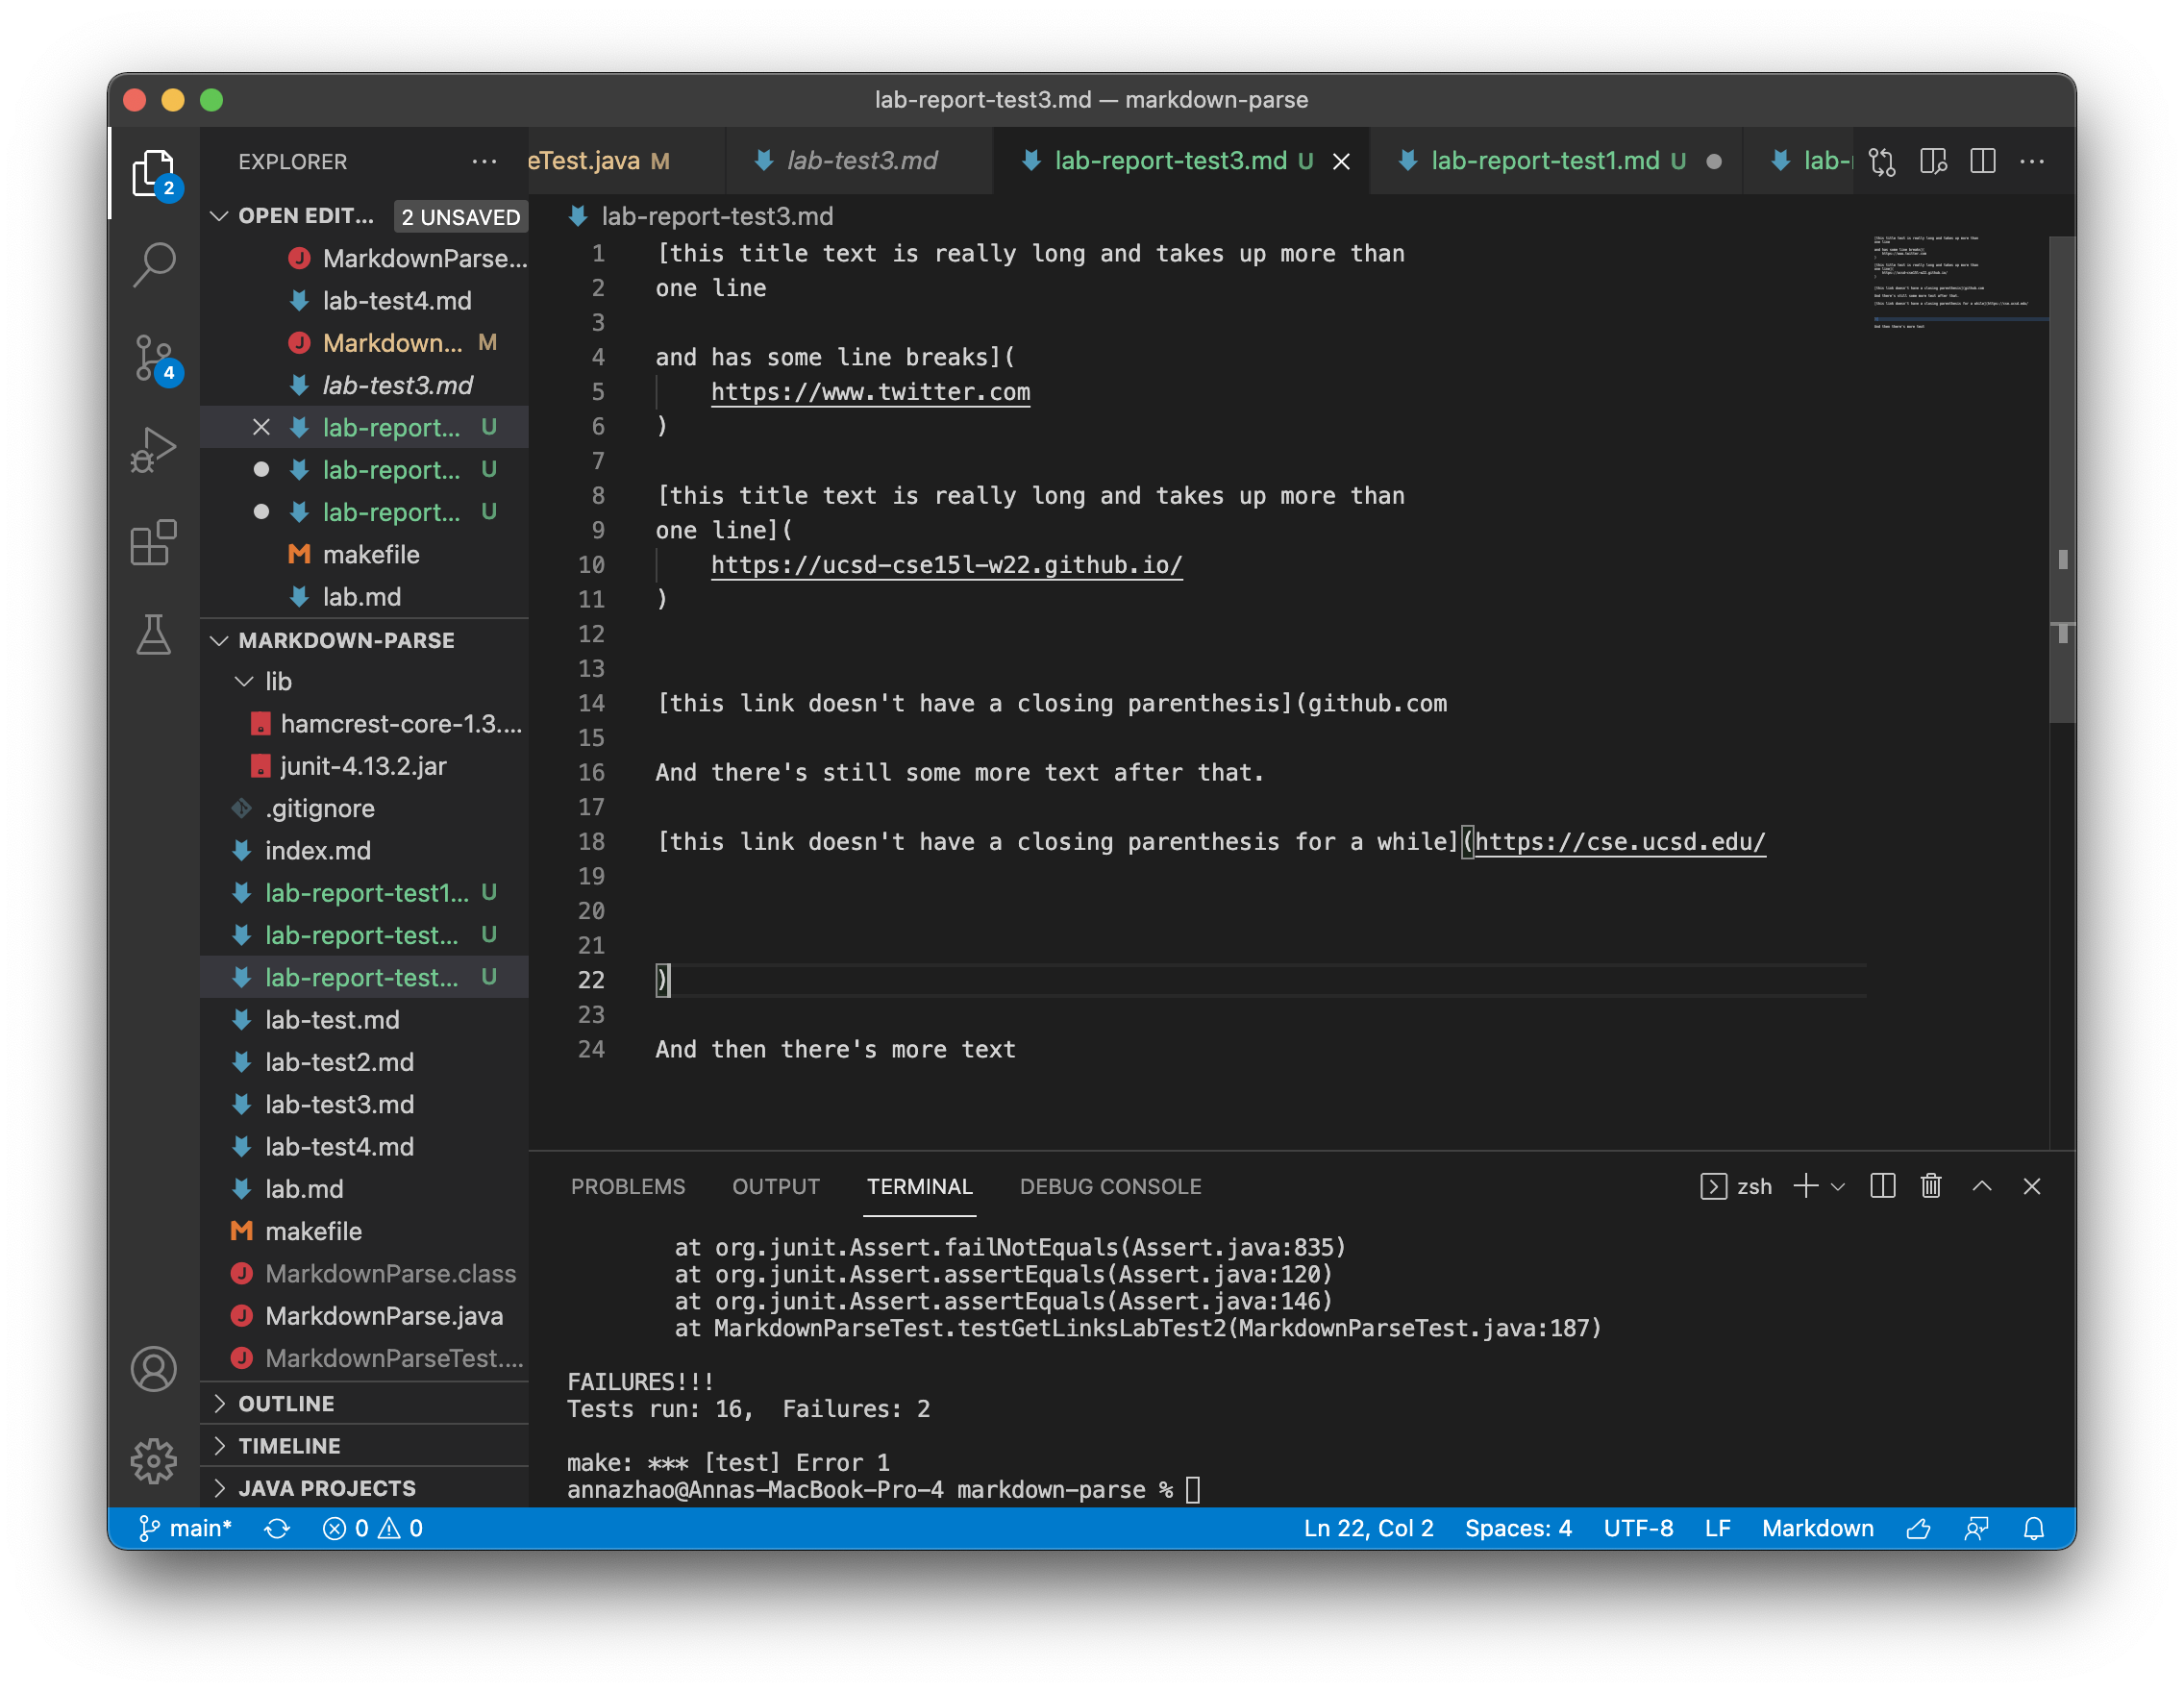 lab-report-test3.md — markdown-parse
2
4
EXPLORER
OPEN EDIT... 2 UNSAVED
MarkdownParse...
lab-test4.md
Markdown... M
lab-test3.md
lab-report... U
lab-report... U
lab-report... U
makefile
lab.md
MARKDOWN-PARSE
lib
hamcrest-core-1.3....
junit-4.13.2.jar
.gitignore
index.md
lab-report-test1... U
lab-report-test... U
lab-report-test... U
lab-test.md
lab-test2.md
lab-test3.md
lab-test4.md
lab.md
makefile
MarkdownParse.class
MarkdownParse.java
MarkdownParseTest....
OUTLINE
TIMELINE
JAVA PROJECTS
eTest.java M lab-test3.md lab-report-test3.md U lab-report-test1.md U lab-
lab-report-test3.md
1 [this title text is really long and takes up more than
2 one line
3
4 and has some line breaks](
5 https://www.twitter.com
6 )
7
8 [this title text is really long and takes up more than
9 one line](
10 https://ucsd-cse15l-w22.github.io/
11 )
12
13
14 [this link doesn't have a closing parenthesis](github.com
15
16 And there's still some more text after that.
17
18 [this link doesn't have a closing parenthesis for a while](https://cse.ucsd.edu/
19
20
21
22 )
23
24 And then there's more text
PROBLEMS OUTPUT TERMINAL DEBUG CONSOLE zsh
at org.junit.Assert.failNotEquals(Assert.java:835)
at org.junit.Assert.assertEquals(Assert.java:120)
at org.junit.Assert.assertEquals(Assert.java:146)
at MarkdownParseTest.testGetLinksLabTest2(MarkdownParseTest.java:187)
FAILURES!!!
Tests run: 16,  Failures: 2
make: *** [test] Error 1
annazhao@Annas-MacBook-Pro-4 markdown-parse %
main* 0 0 Ln 22, Col 2 Spaces: 4 UTF-8 LF Markdown